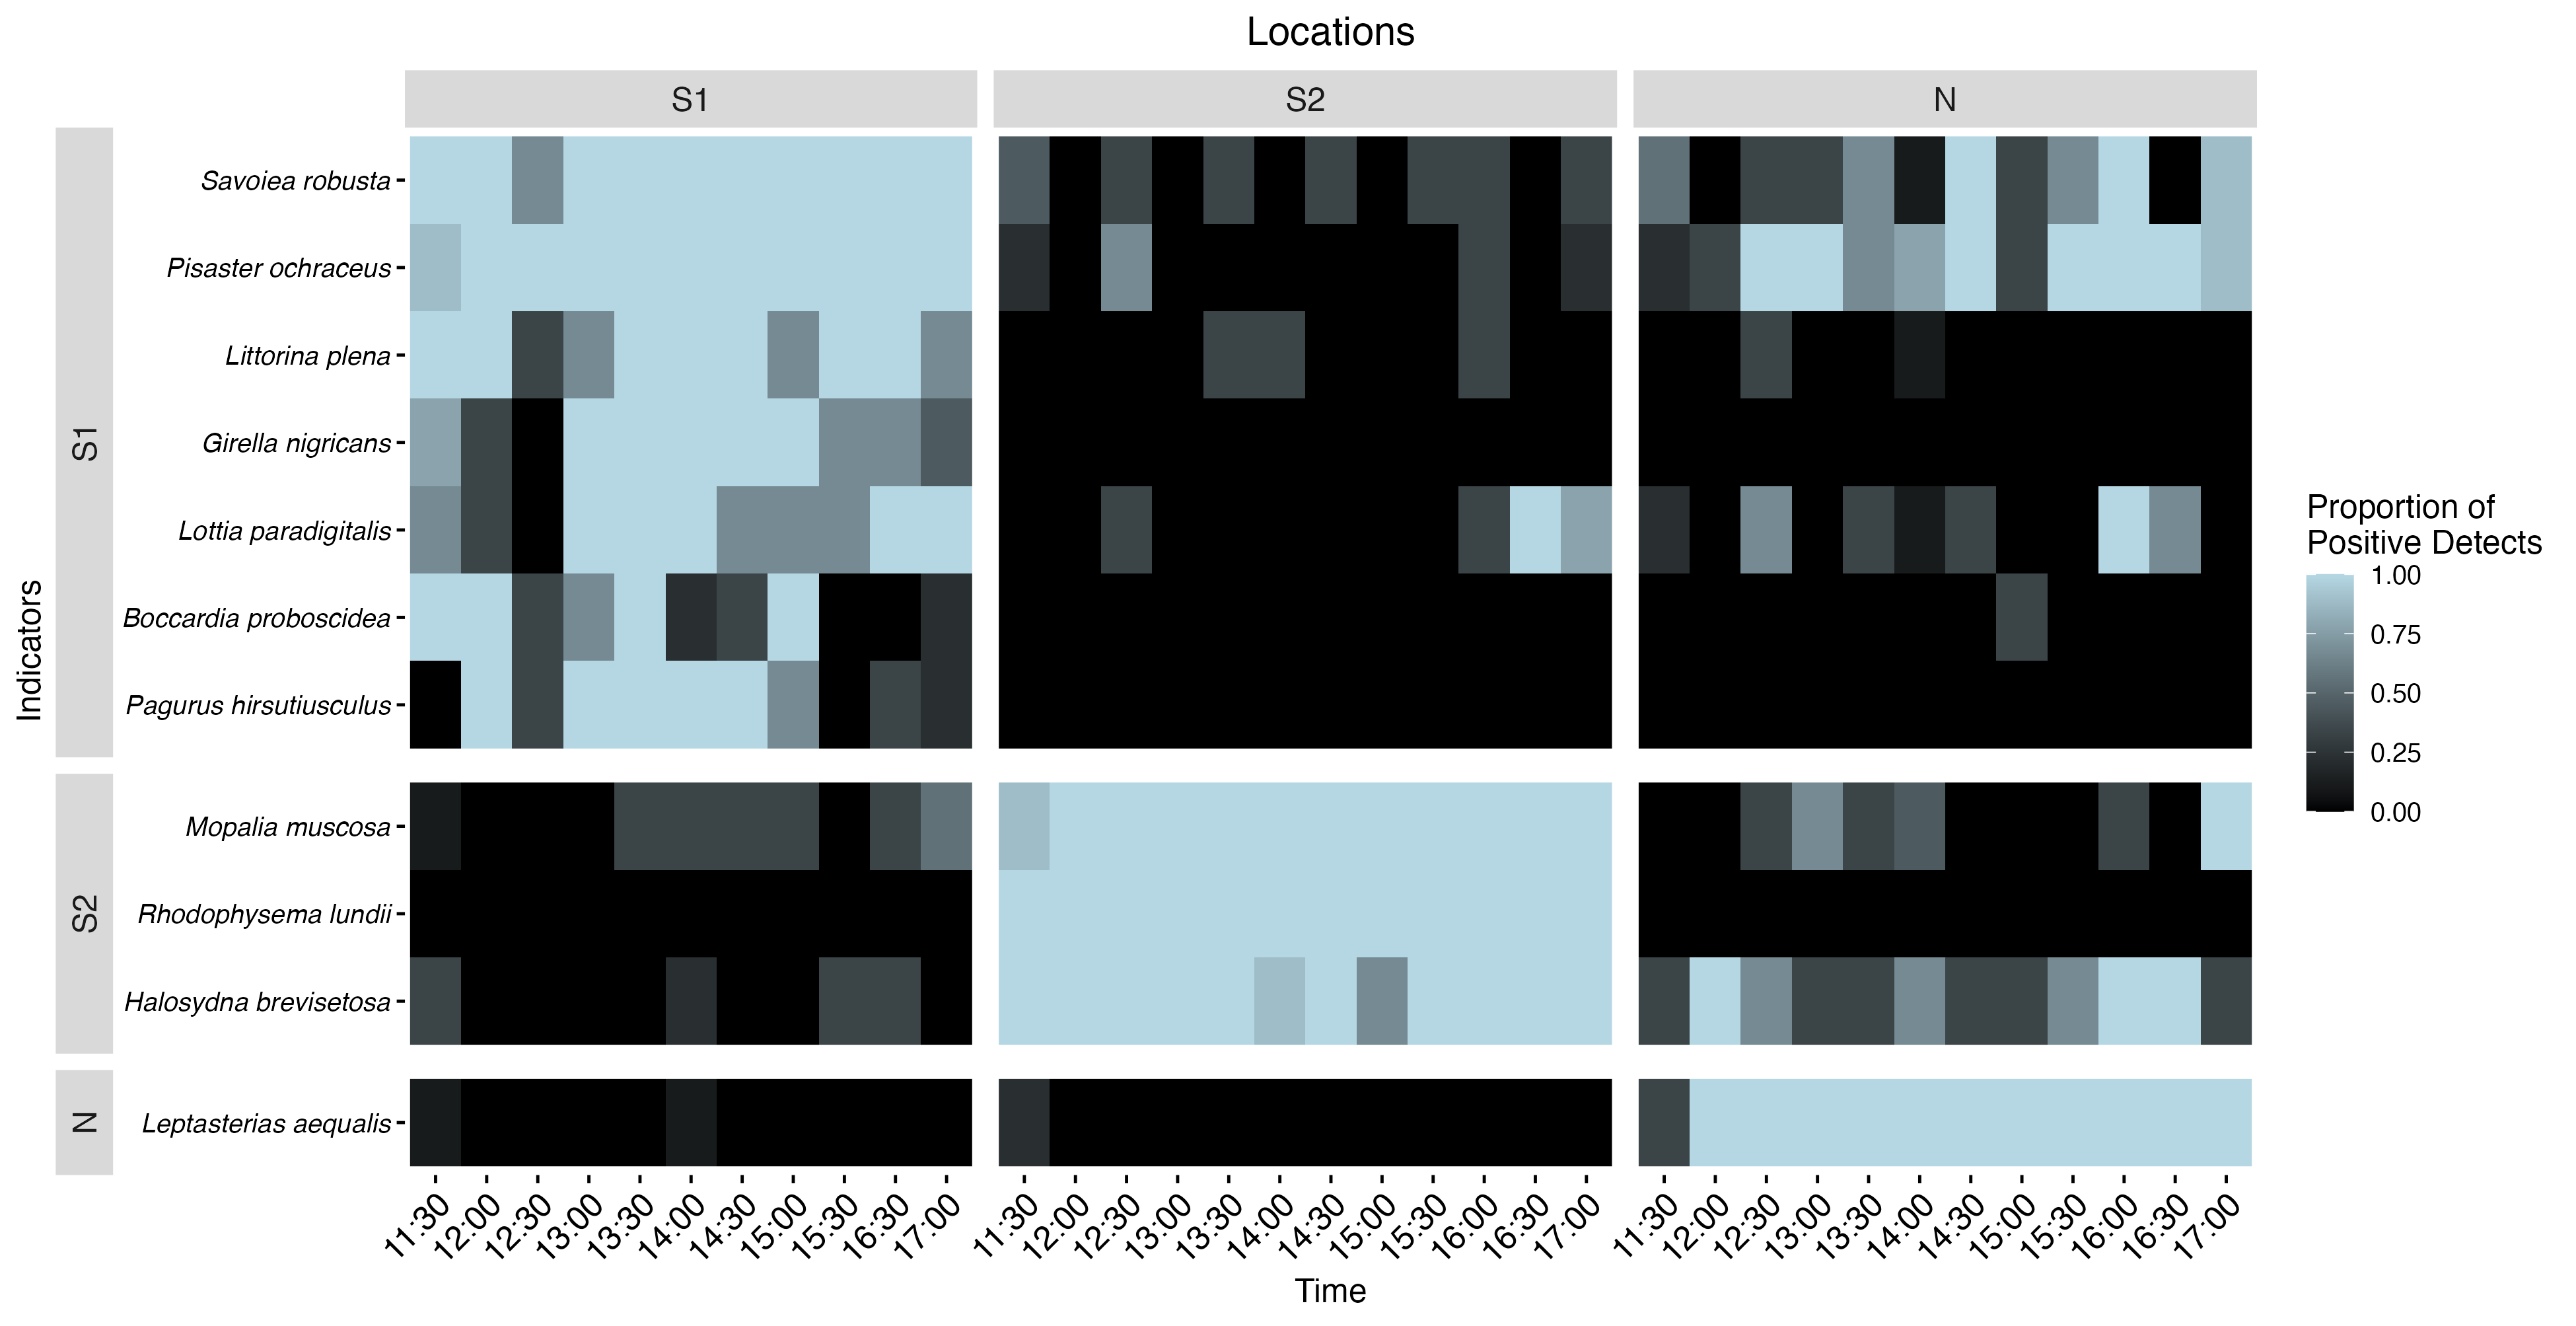 Locations
S1
S2
N
Indicators
S1
Savoiea robusta
Pisaster ochraceus
Littorina plena
Girella nigricans
Lottia paradigitalis
Boccardia proboscidea
Pagurus hirsutiusculus
S2
Mopalia muscosa
Rhodophysema lundii
Halosydna brevisetosa
N
Leptasterias aequalis
11:30 12:00 12:30 13:00 13:30 14:00 14:30 15:00 15:30 16:30 17:00
11:30 12:00 12:30 13:00 13:30 14:00 14:30 15:00 15:30 16:00 16:30 17:00
11:30 12:00 12:30 13:00 13:30 14:00 14:30 15:00 15:30 16:00 16:30 17:00
Time
Proportion of
Positive Detects
1.00
0.75
0.50
0.25
0.00